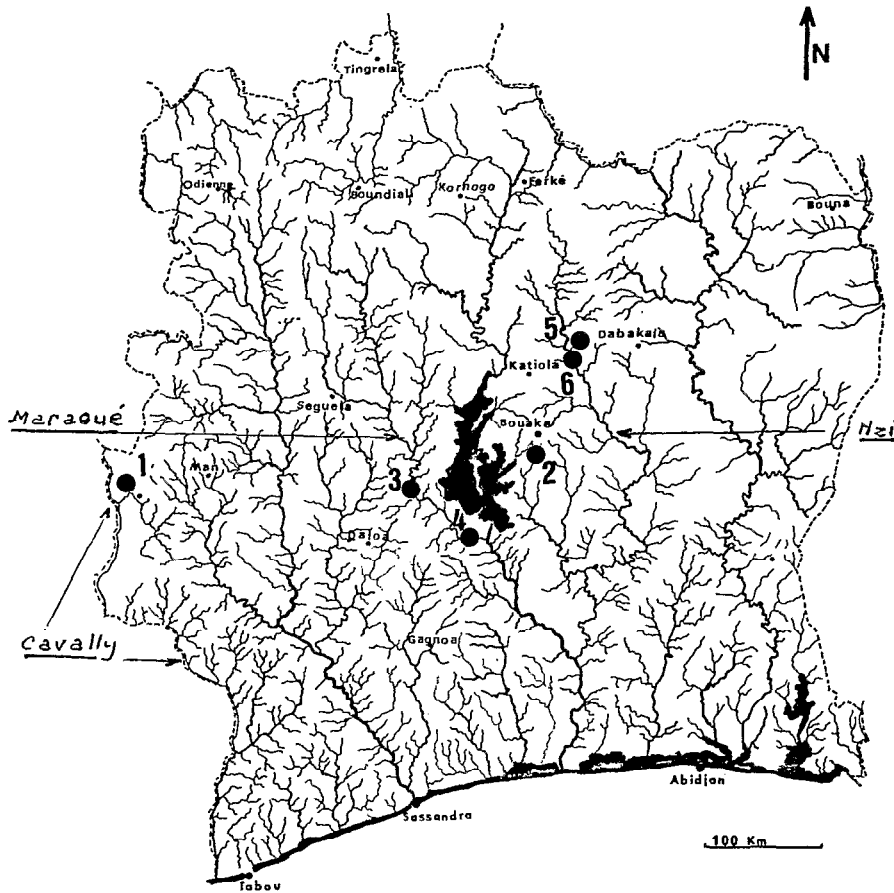 N
Tingrela
Odienne
Boundiali
Korhogo
Ferké
Bouna
5
Dabakala
6
Katiola
Seguela
Maraoué
Bouaké
Nzi
2
1
Man
3
4
Daloa
Cavally
Gagnoa
Abidjan
Sassandra
100 Km
Tabou